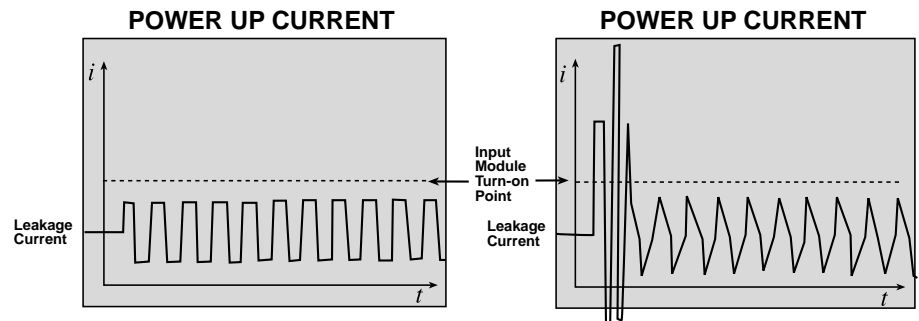 POWER UP CURRENT
i
Leakage
Current
t
Input
Module
Turn-on
Point
POWER UP CURRENT
i
Leakage
Current
t